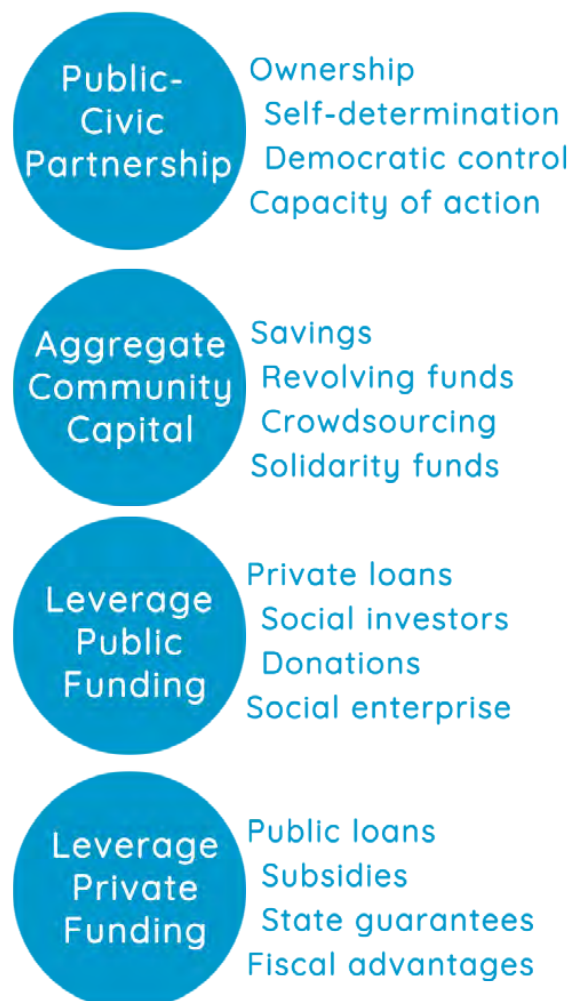 Public-
Civic
Partnership
Ownership
Self-determination
Democratic control
Capacity of action
Aggregate
Community
Capital
Savings
Revolving funds
Crowdsourcing
Solidarity funds
Leverage
Public
Funding
Private loans
Social investors
Donations
Social enterprise
Leverage
Private
Funding
Public loans
Subsidies
State guarantees
Fiscal advantages